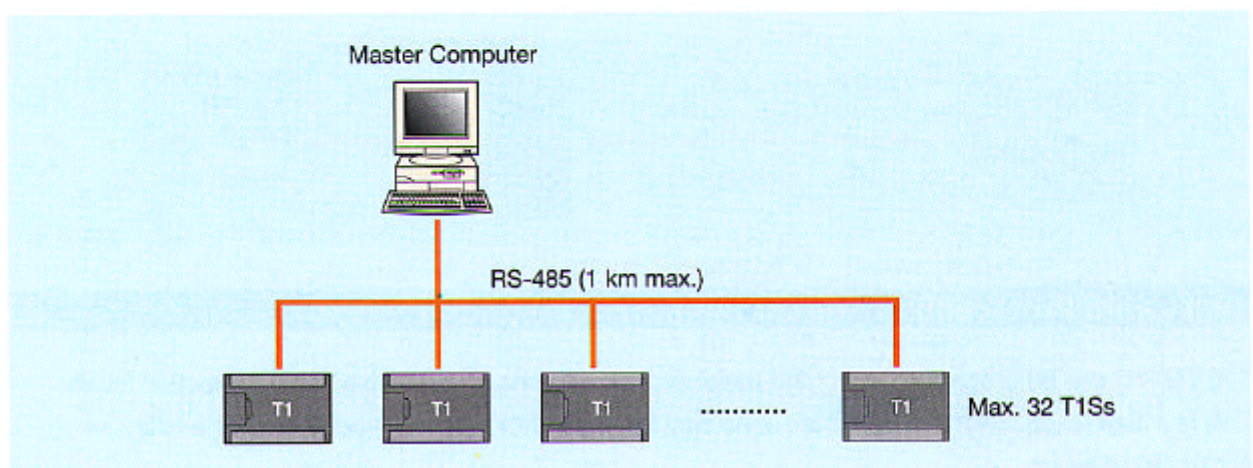 Master Computer
RS-485 (1 km max.)
T1
T1
T1
............
T1
Max. 32 T1Ss